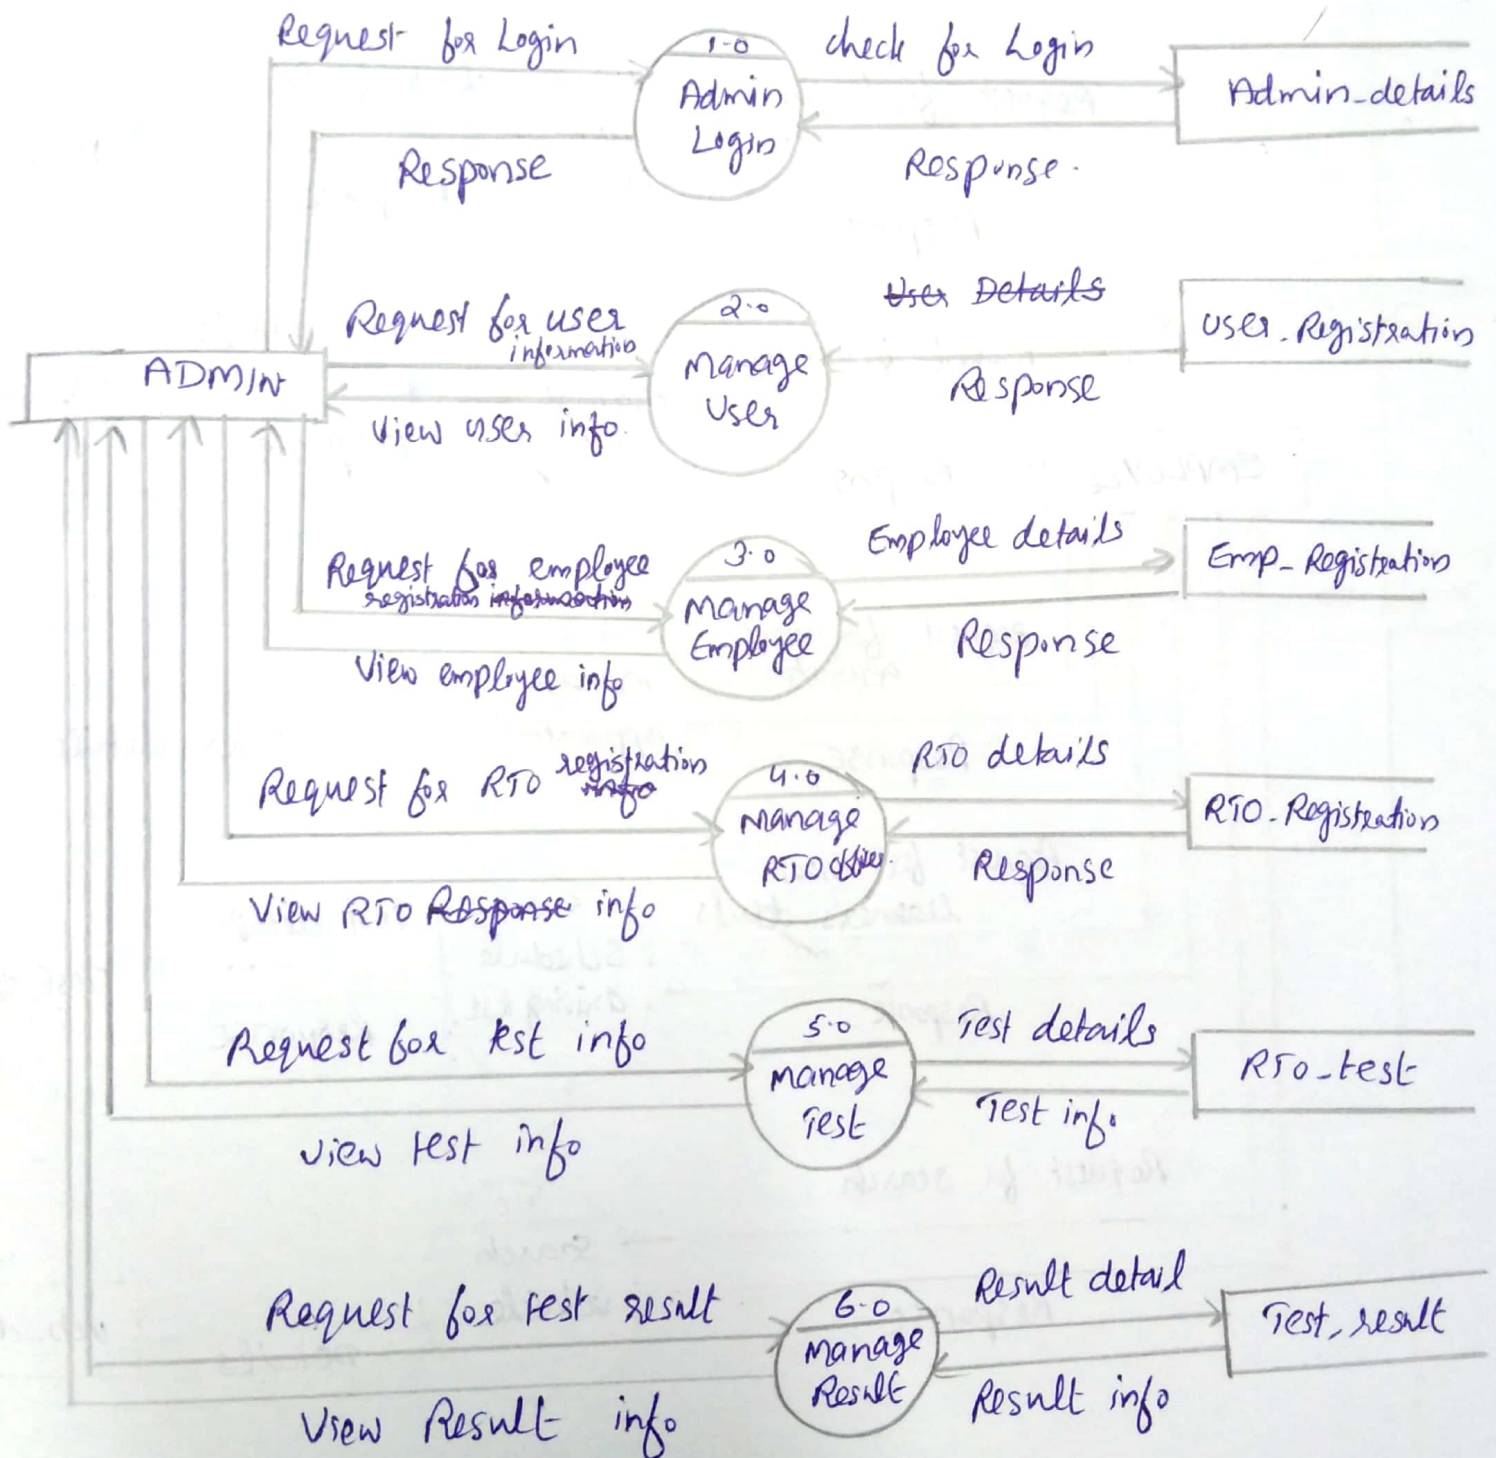 Request for Login
1.0
check for Login
Admin
Login
Admin_details
Response
Response.
User Details
Request for user
information
2.0
Manage
User
User_Registration
ADMIN
Response
View user info.
Employee details
3.0
Request for employee
registration information
Manage
Employee
Emp_Registration
Response
View employee info
RTO details
registration
Request for RTO info
4.0
Manage
RTO
RTO_Registration
Response
View RTO Response info
Test details
5.0
Request for test info
Manage
Test
RTO_test
Test info.
View test info
Result detail
6.0
Request for test result
Manage
Result
Test_result
Result info
View Result info